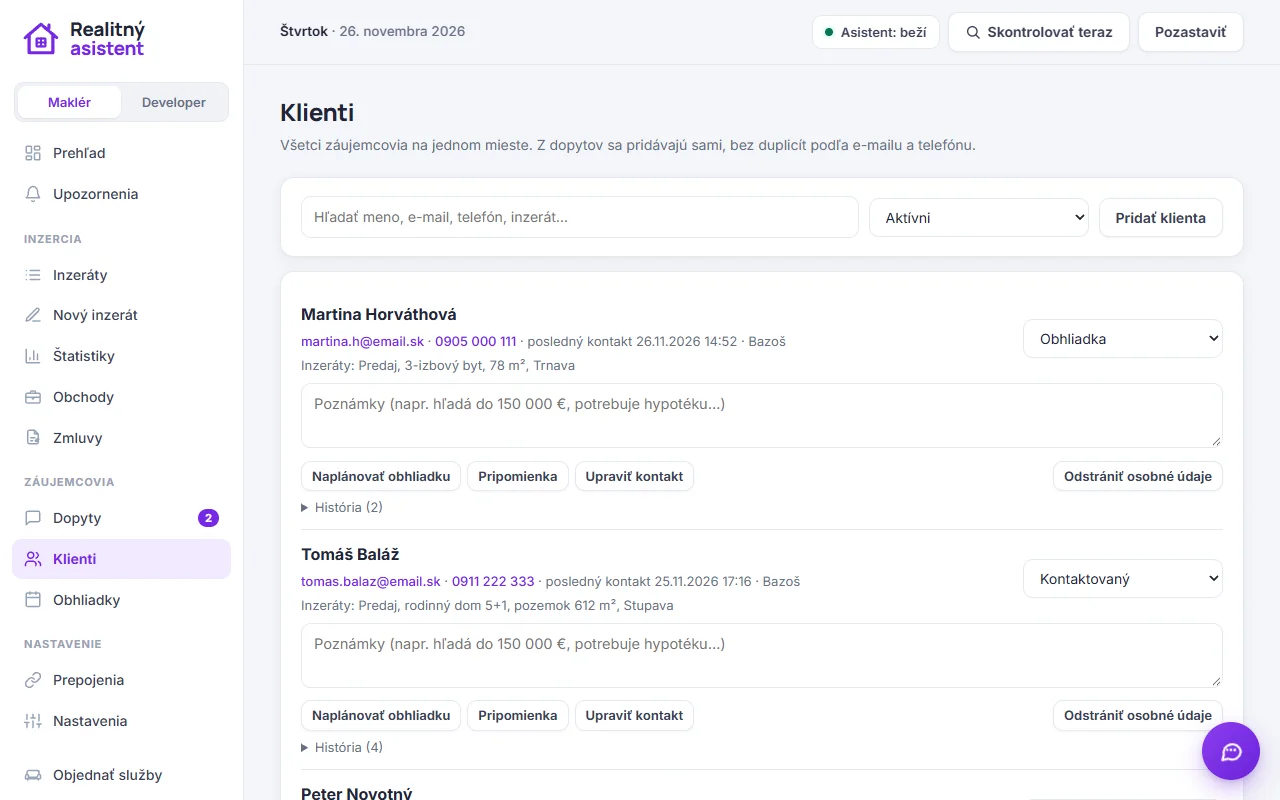 Realitný
asistent
Maklér
Developer
Prehľad
Upozornenia
INZERCIA
Inzeráty
Nový inzerát
Štatistiky
Obchody
Zmluvy
ZÁUJEMCOVIA
Dopyty
2
Klienti
Obhliadky
NASTAVENIE
Prepojenia
Nastavenia
Objednať služby
Štvrtok · 26. novembra 2026
Asistent: beží
Skontrolovať teraz
Pozastaviť
Klienti
Všetci záujemcovia na jednom mieste. Z dopytov sa pridávajú sami, bez duplicít podľa e-mailu a telefónu.
Hľadať meno, e-mail, telefón, inzerát...
Aktívni
Pridať klienta
Martina Horváthová
martina.h@email.sk · 0905 000 111 · posledný kontakt 26.11.2026 14:52 · Bazoš
Inzeráty: Predaj, 3-izbový byt, 78 m², Trnava
Obhliadka
Poznámky (napr. hľadá do 150 000 €, potrebuje hypotéku...)
Naplánovať obhliadku
Pripomienka
Upraviť kontakt
Odstrániť osobné údaje
História (2)
Tomáš Baláž
tomas.balaz@email.sk · 0911 222 333 · posledný kontakt 25.11.2026 17:16 · Bazoš
Inzeráty: Predaj, rodinný dom 5+1, pozemok 612 m², Stupava
Kontaktovaný
Poznámky (napr. hľadá do 150 000 €, potrebuje hypotéku...)
Naplánovať obhliadku
Pripomienka
Upraviť kontakt
Odstrániť osobné údaje
História (4)
Peter Novotný